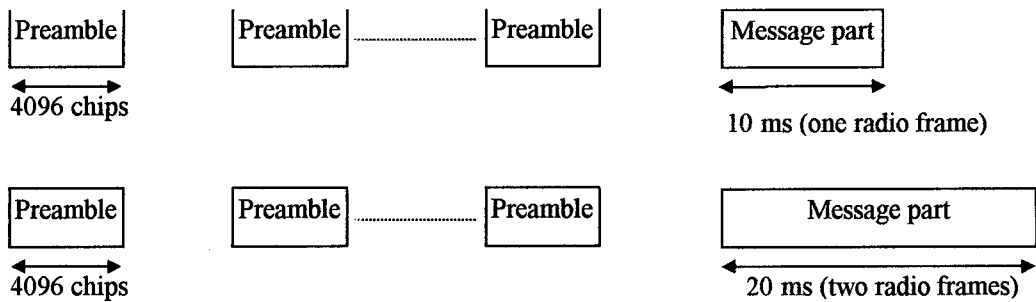 Preamble Preamble Preamble Message part
4096 chips
10 ms (one radio frame)
Preamble Preamble Preamble Message part
4096 chips 20 ms (two radio frames)